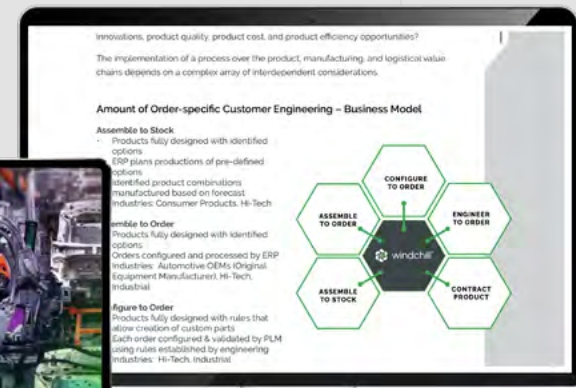 innovations, product quality, product cost, and product efficiency opportunities?
The implementation of a process over the product, manufacturing, and logistical value
chains depends on a complex array of interdependent considerations.
Amount of Order-specific Customer Engineering – Business Model
Assemble to Stock
- Products fully designed with identified
options
ERP plans productions of pre-defined
options
Identified product combinations
manufactured based on forecast
Industries: Consumer Products, Hi-Tech
emble to Order
Products fully designed with identified
options
Orders configured and processed by ERP
Industries: Automotive OEMs (Original
Equipment Manufacturer), Hi-Tech,
Industrial
figure to Order
Products fully designed with rules that
allow creation of custom parts
Each order configured & validated by PLM
using rules established by engineering
Industries: Hi-Tech, Industrial
CONFIGURE
TO ORDER
ASSEMBLE
TO ORDER
ENGINEER
TO ORDER
windchill
ASSEMBLE
TO STOCK
CONTRACT
PRODUCT